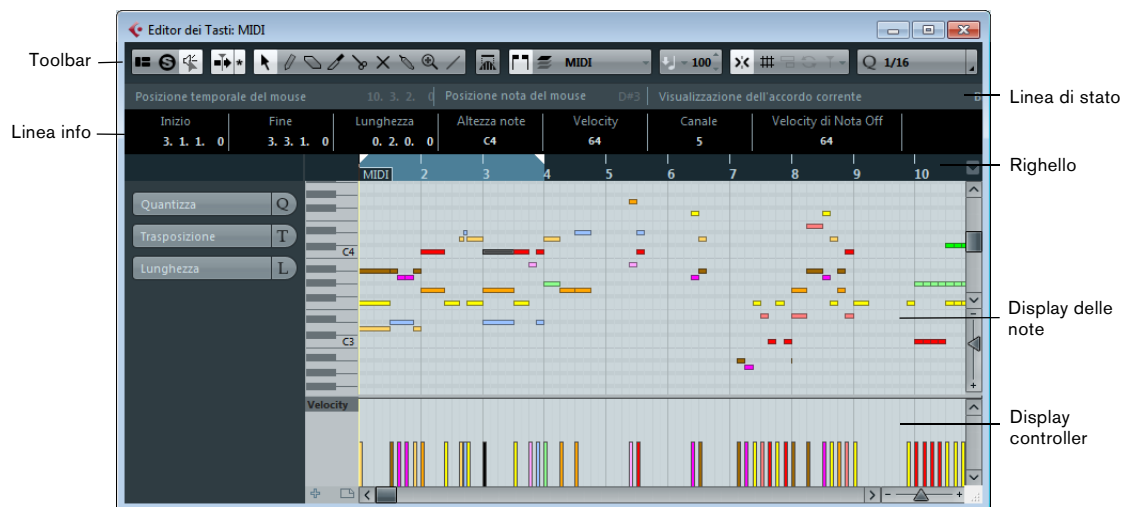 Editor dei Tasti: MIDI
Toolbar
MIDI
100
Q 1/16
Posizione temporale del mouse 10. 3. 2. 0 Posizione nota del mouse D#3 Visualizzazione dell'accordo corrente B
Linea di stato
Linea info
Inizio Fine Lunghezza Altezza note Velocity Canale Velocity di Nota Off
3. 1. 1. 0 3. 3. 1. 0 0. 2. 0. 0 C4 64 5 64
Righello
MIDI 2 3 4 5 6 7 8 9 10
Quantizza Q
Trasposizione T
C4
Lunghezza L
Display delle
note
C3
Velocity
Display
controller